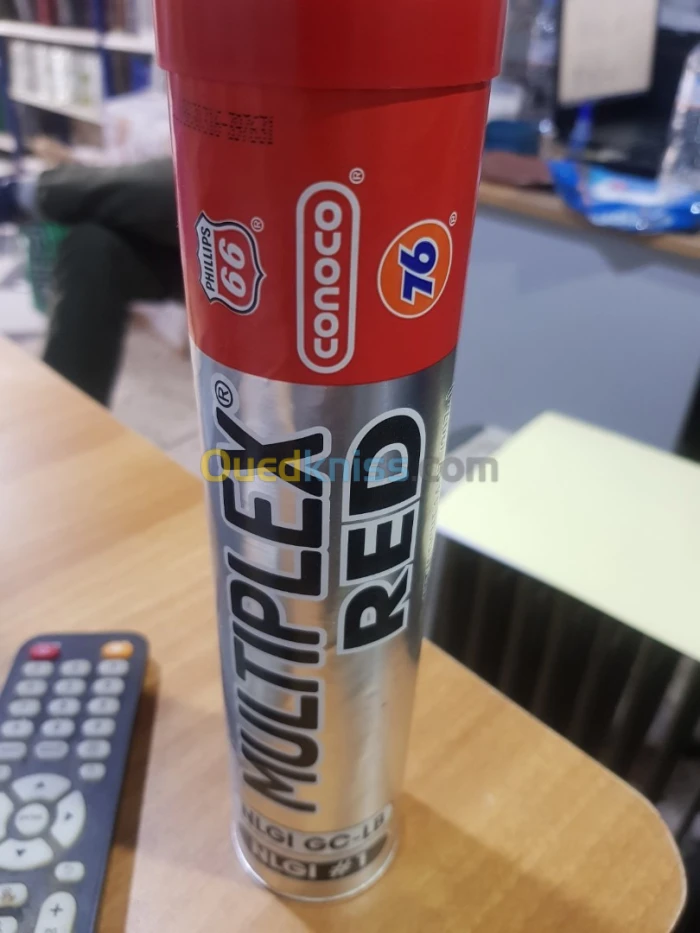 PHILLIPS
66®
conoco®
76®
MULTIPLEX®
RED
NLGI GC-LB
NLGI #1
Ouedkniss.com